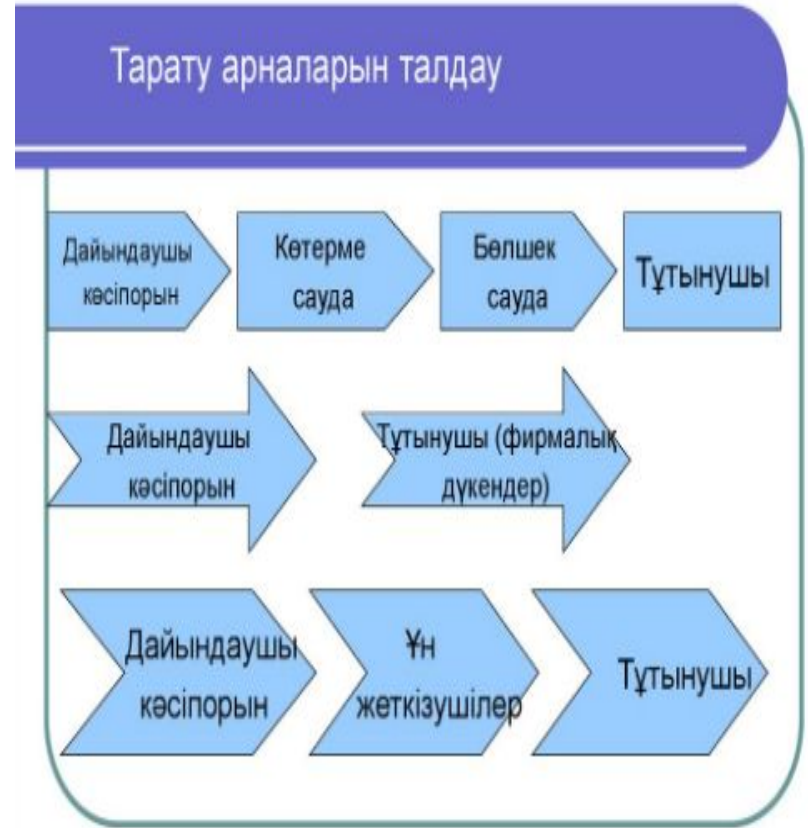 Тарату арналарын талдау
Дайындаушы
кәсіпорын
Көтерме
сауда
Бөлшек
сауда
Тұтынушы
Дайындаушы
кәсіпорын
Тұтынушы (фирмалық
дүкендер)
Дайындаушы
кәсіпорын
Ұн
жеткізушілер
Тұтынушы